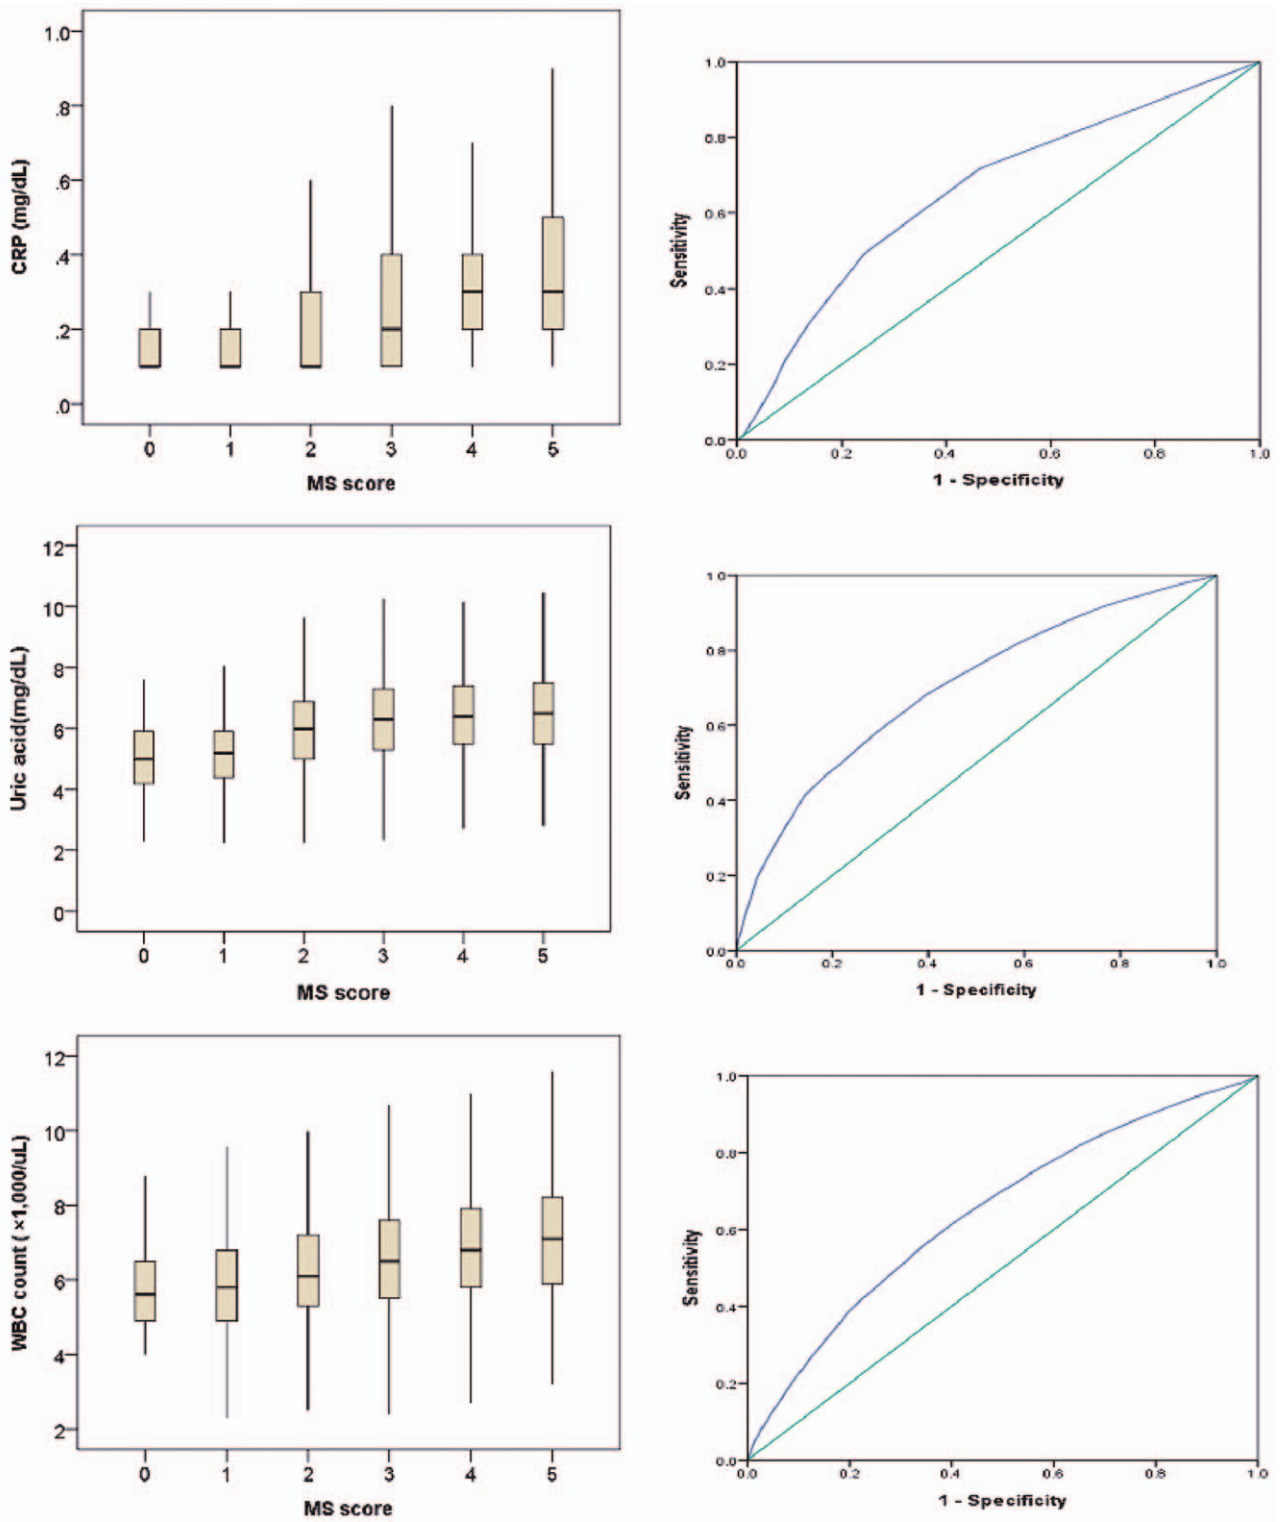 1.0
.8
.6
.4
.2
.0
CRP (mg/dL)
0 1 2 3 4 5
MS score
1.0
0.8
0.6
0.4
0.2
0.0
Sensitivity
0.0 0.2 0.4 0.6 0.8 1.0
1 - Specificity
12
10
8
6
4
2
0
Uric acid(mg/dL)
0 1 2 3 4 5
MS score
1.0
0.8
0.6
0.4
0.2
0.0
Sensitivity
0.0 0.2 0.4 0.6 0.8 1.0
1 - Specificity
12
10
8
6
4
2
WBC count ( ×1,000/uL)
0 1 2 3 4 5
MS score
1.0
0.8
0.6
0.4
0.2
0.0
Sensitivity
0.0 0.2 0.4 0.6 0.8 1.0
1 - Specificity